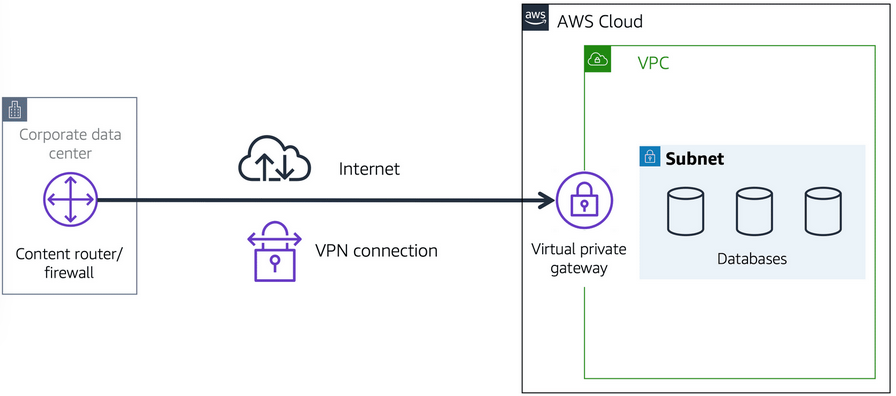 aws
AWS Cloud
VPC
Corporate data
center
Internet
Subnet
Content router/
firewall
VPN connection
Virtual private
gateway
Databases